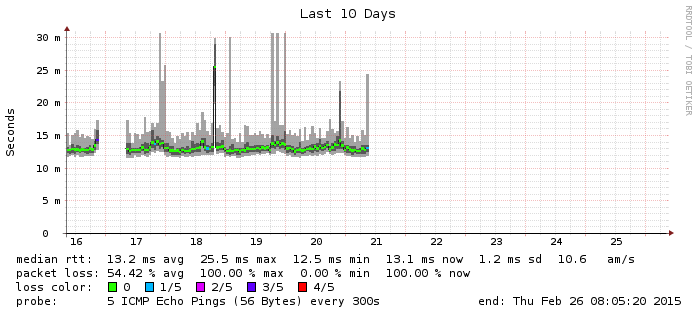 Last 10 Days
RRDTOOL / TOBI OETIKER
Seconds
30 m
25 m
20 m
15 m
10 m
5 m
0
16 17 18 19 20 21 22 23 24 25
median rtt: 13.2 ms avg 25.5 ms max 12.5 ms min 13.1 ms now 1.2 ms sd 10.6 am/s
packet loss: 54.42 % avg 100.00 % max 0.00 % min 100.00 % now
loss color: 0 1/5 2/5 3/5 4/5
probe: 5 ICMP Echo Pings (56 Bytes) every 300s end: Thu Feb 26 08:05:20 2015